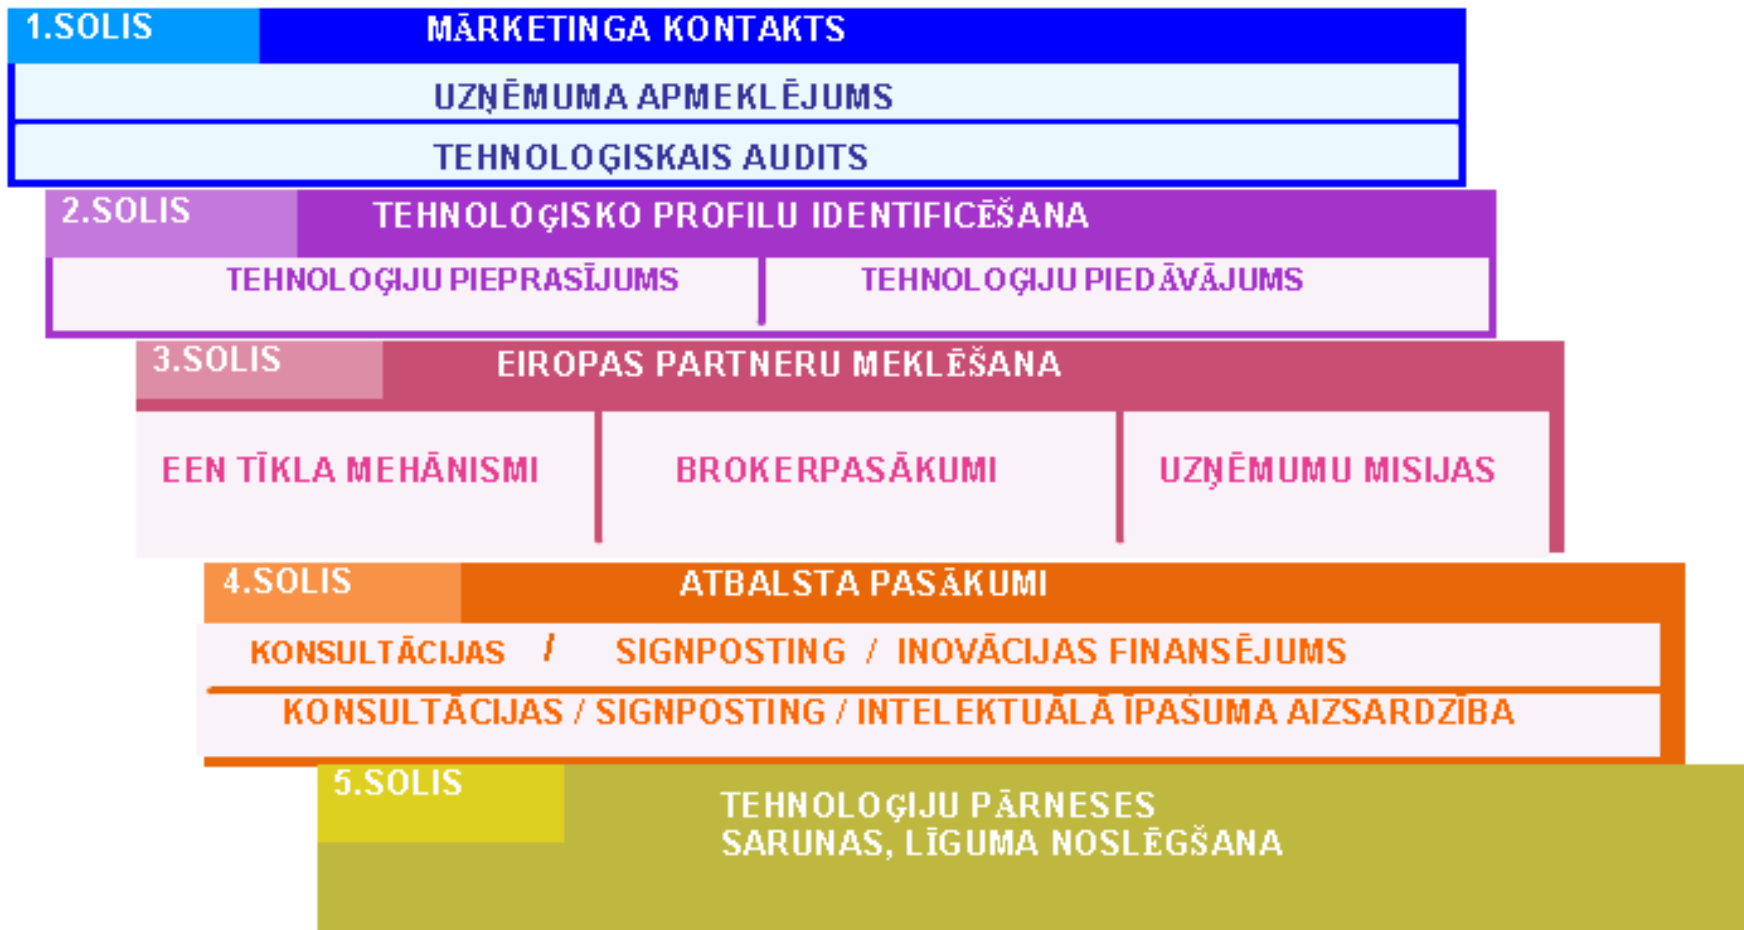 1.SOLIS MĀRKETINGA KONTAKTS
UZŅĒMUMA APMEKLĒJUMS
TEHNOLOĢISKAIS AUDITS
2.SOLIS TEHNOLOĢISKO PROFILU IDENTIFICĒŠANA
TEHNOLOĢIJU PIEPRASĪJUMS TEHNOLOĢIJU PIEDĀVĀJUMS
3.SOLIS EIROPAS PARTNERU MEKLĒŠANA
EEN TĪKLA MEHĀNISMI BROKERPASĀKUMI UZŅĒMUMU MISIJAS
4.SOLIS ATBALSTA PASĀKUMI
KONSULTĀCIJAS / SIGNPOSTING / INOVĀCIJAS FINANSĒJUMS
KONSULTĀCIJAS / SIGNPOSTING / INTELEKTUĀLĀ ĪPAŠUMA AIZSARDZĪBA
5.SOLIS
TEHNOLOĢIJU PĀRNESES
SARUNAS, LĪGUMA NOSLĒGŠANA